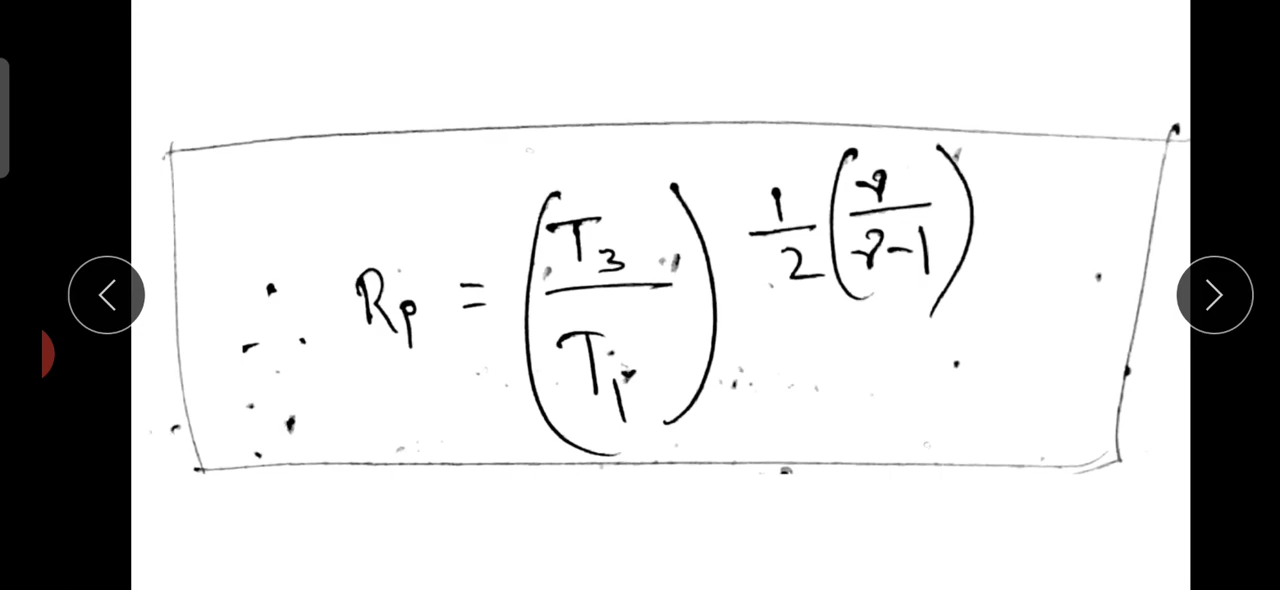 ∴ Rp = (T₃/T₁)^(1/2 (γ/(γ-1)))